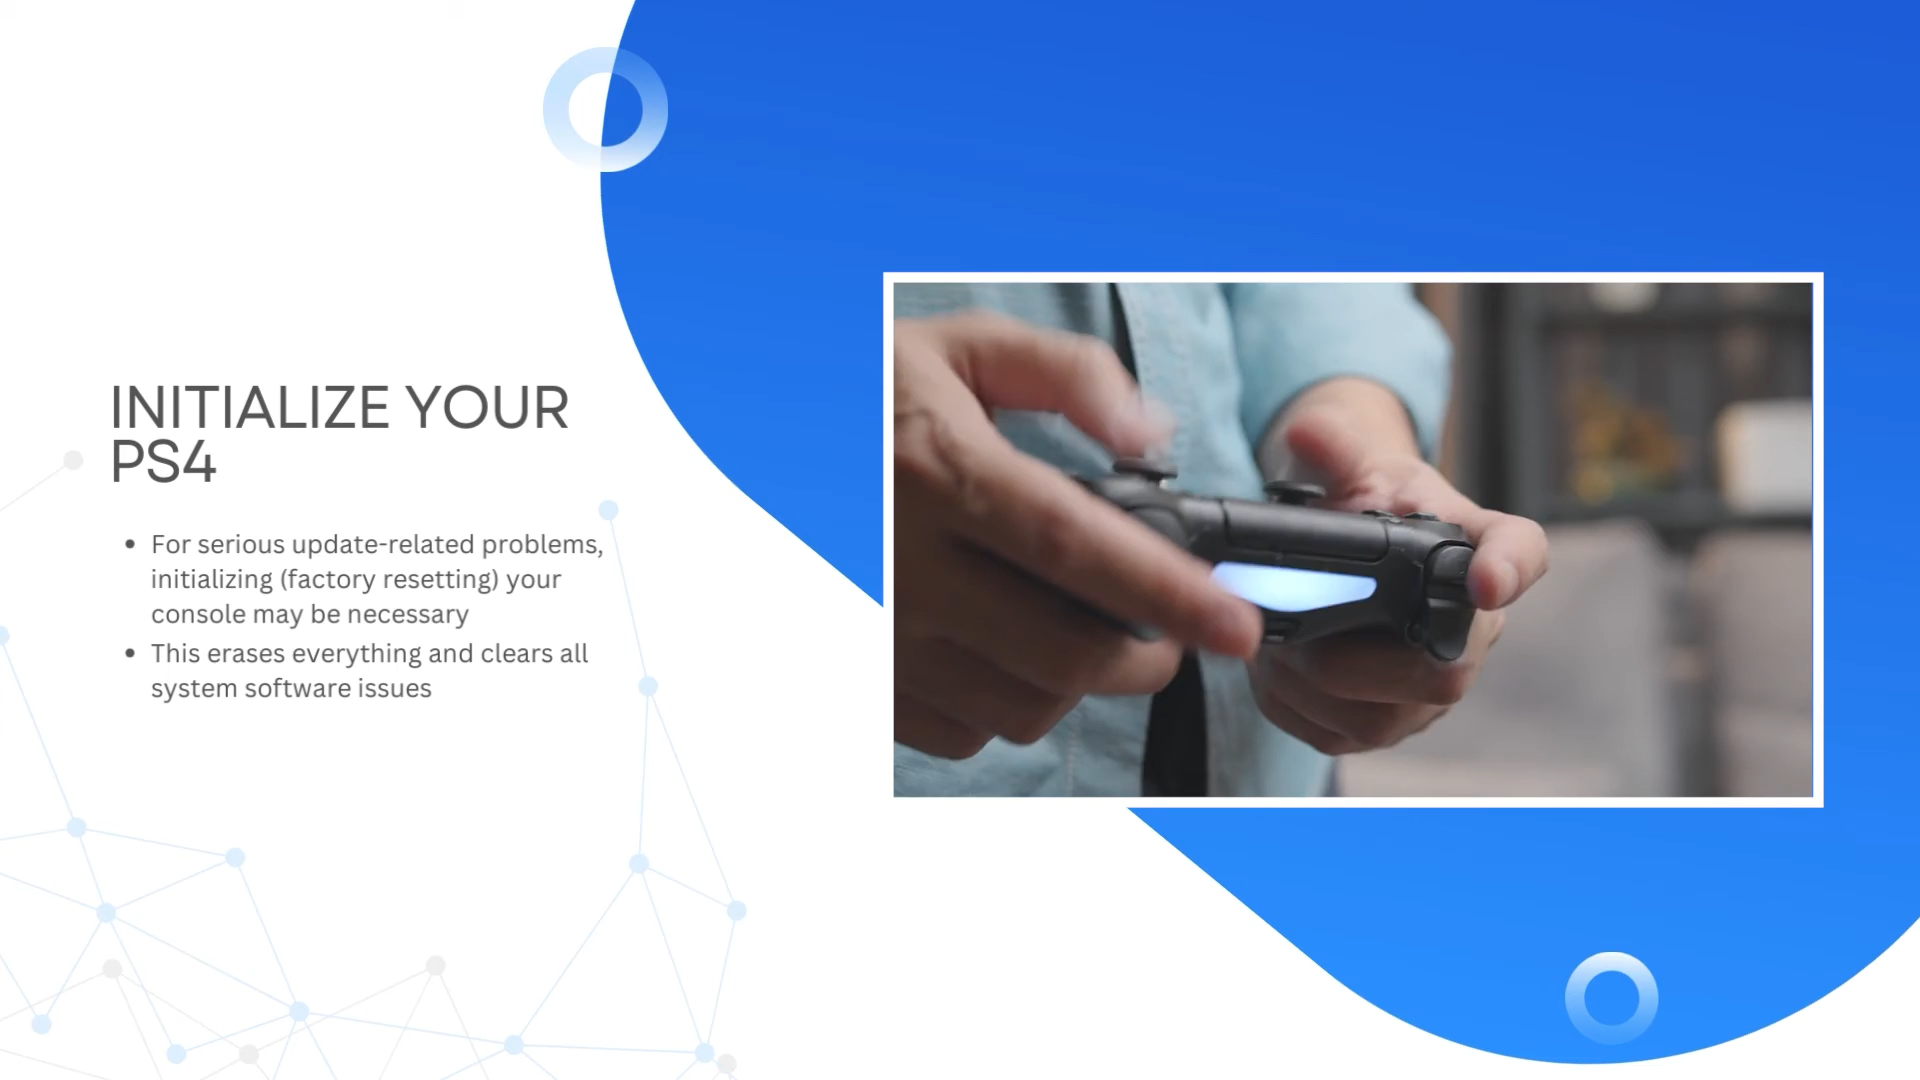 INITIALIZE YOUR
PS4
• For serious update-related problems,
initializing (factory resetting) your
console may be necessary
• This erases everything and clears all
system software issues